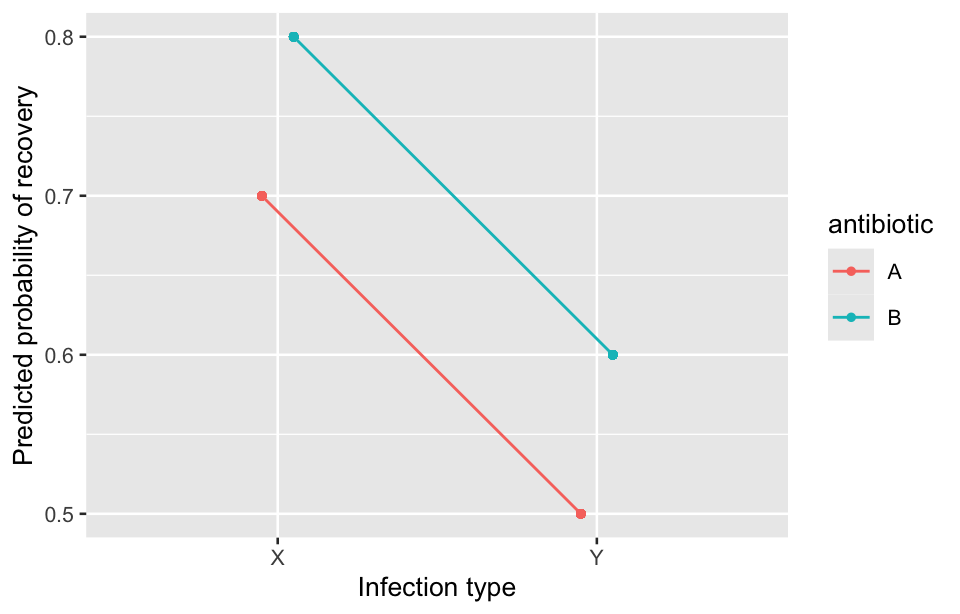 0.8
0.7
0.6
0.5
Predicted probability of recovery
X
Y
Infection type
antibiotic
A
B